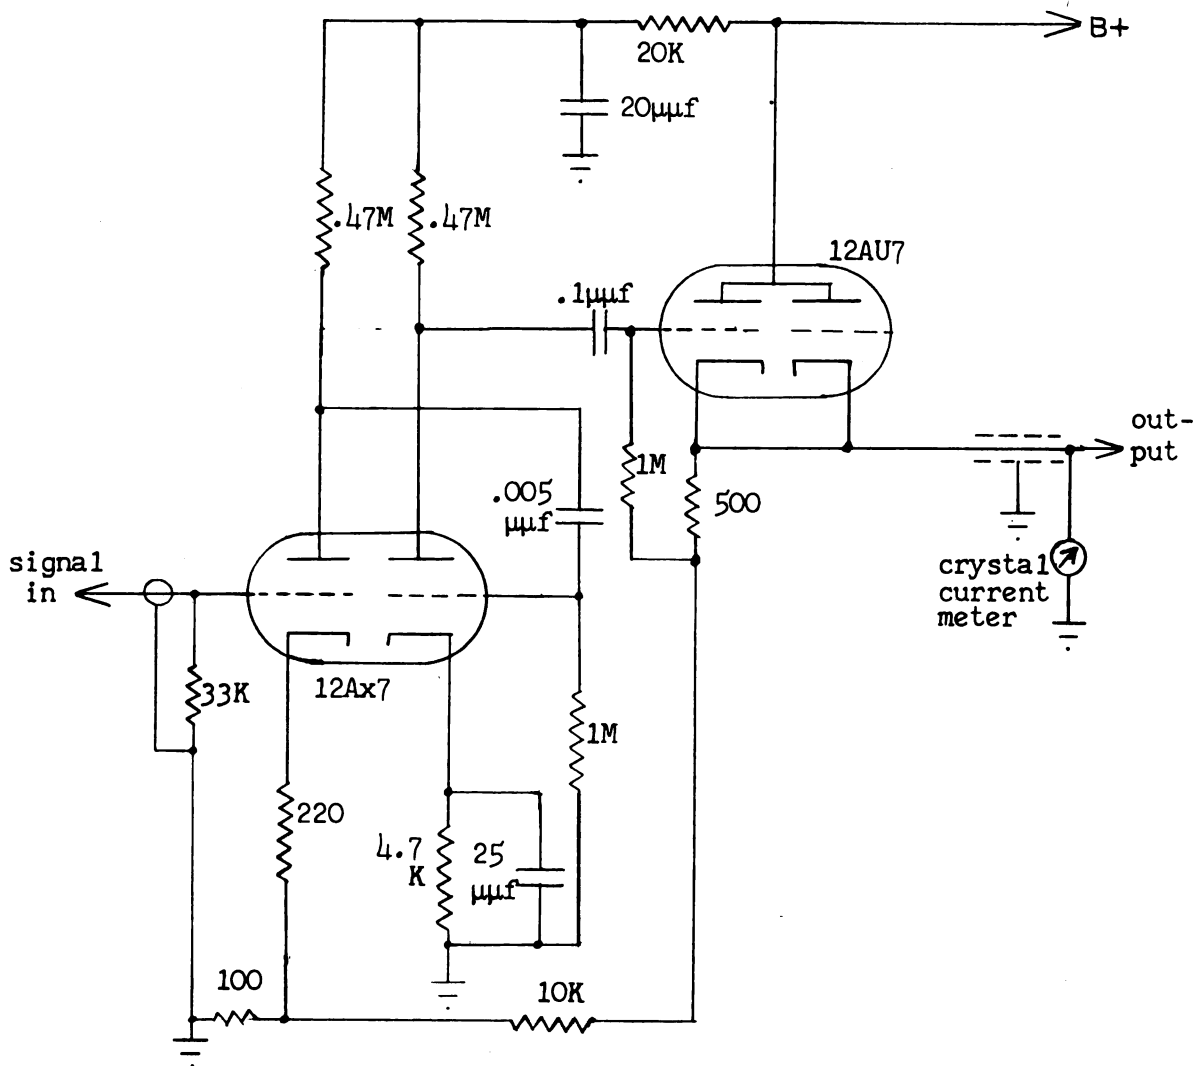 B+
20K
20µµf
.47M
.47M
12AU7
.1µµf
out-
put
1M
500
.005
µµf
signal
in
crystal
current
meter
12Ax7
33K
1M
220
4.7
K
25
µµf
100
10K